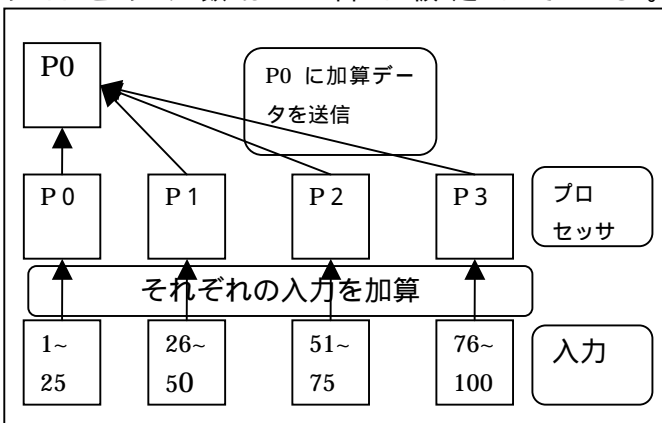 P0
P0 に加算デー
タを送信
P0
P1
P2
P3
プロ
セッサ
それぞれの入力を加算
1~
25
26~
50
51~
75
76~
100
入力